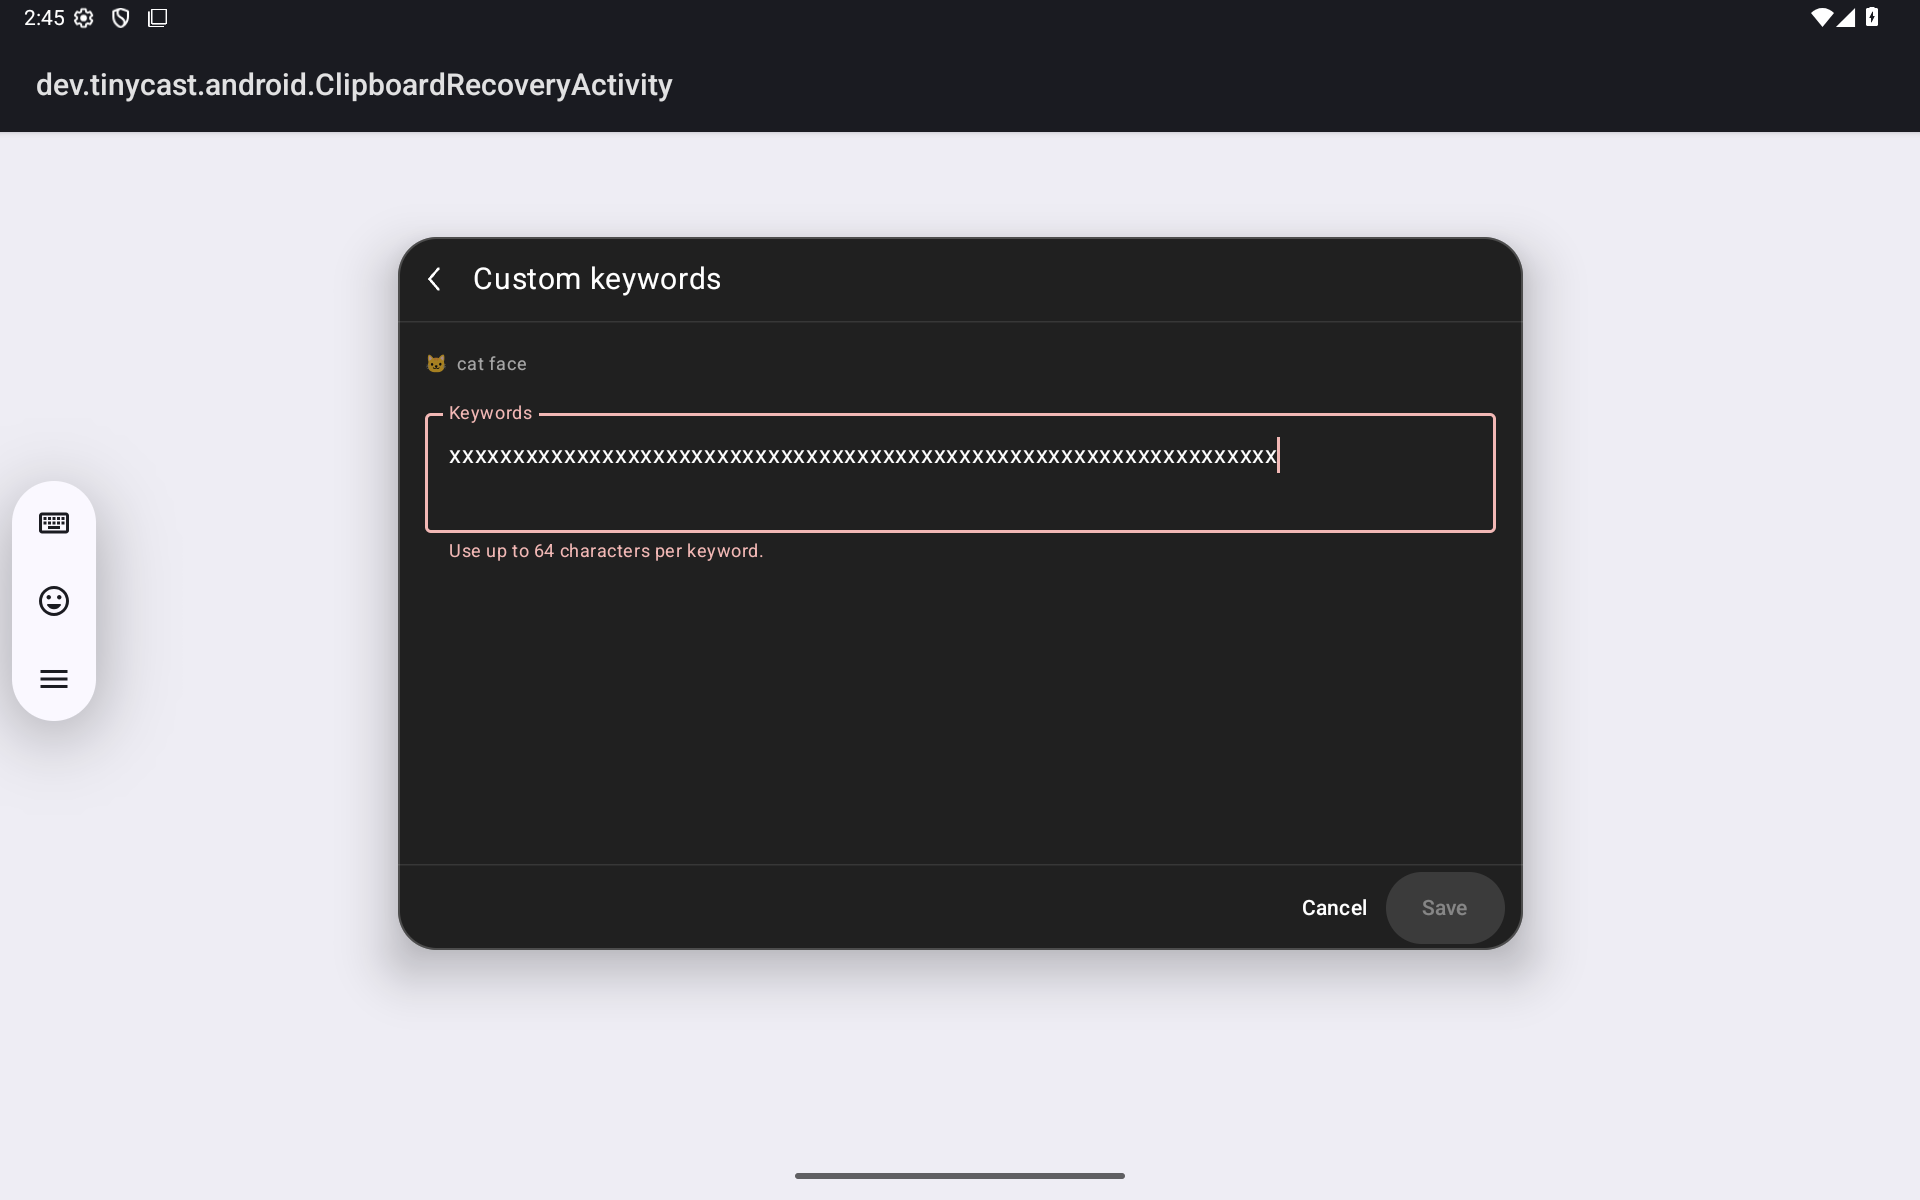 2:45
dev.tinycast.android.ClipboardRecoveryActivity
Custom keywords
🐱 cat face
Keywords
xxxxxxxxxxxxxxxxxxxxxxxxxxxxxxxxxxxxxxxxxxxxxxxxxxxxxxxxxxxxxxxxx
Use up to 64 characters per keyword.
Cancel
Save